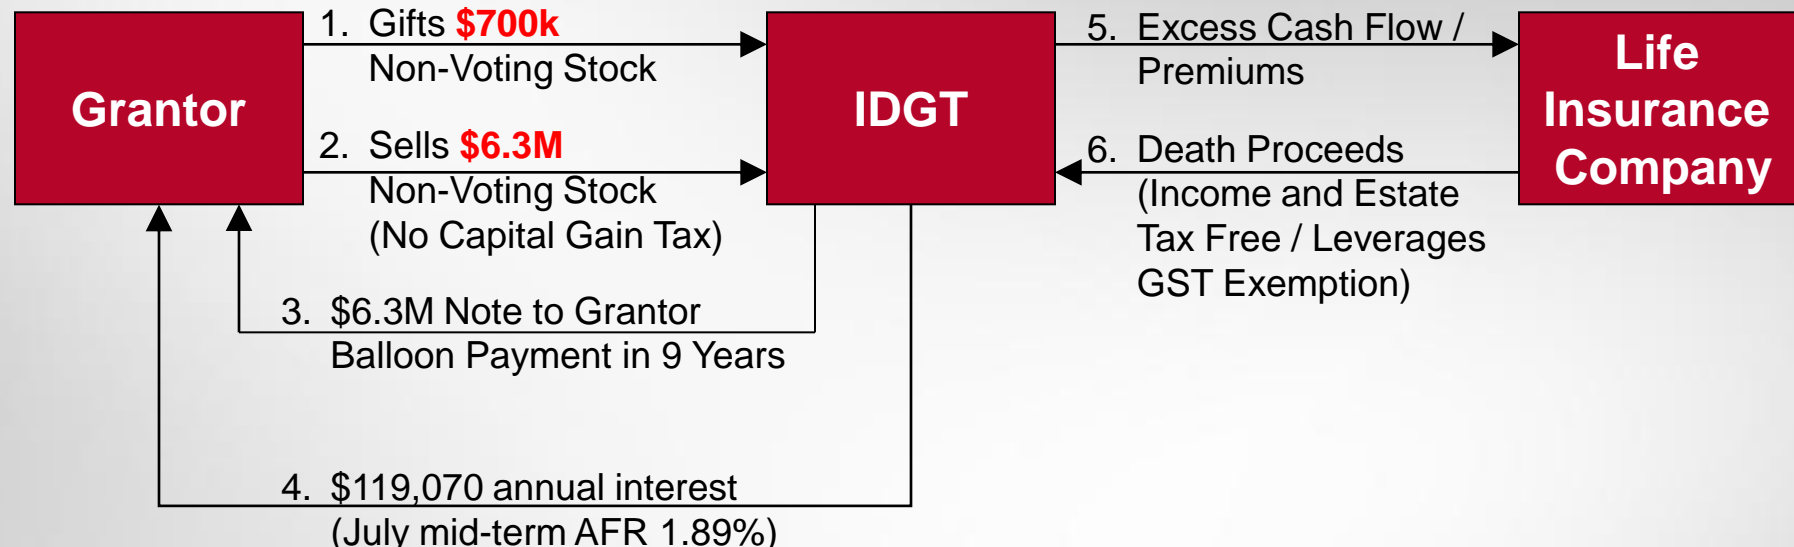 Grantor
1. Gifts $700k
Non-Voting Stock
2. Sells $6.3M
Non-Voting Stock
(No Capital Gain Tax)
3. $6.3M Note to Grantor
Balloon Payment in 9 Years
4. $119,070 annual interest
(July mid-term AFR 1.89%)
IDGT
5. Excess Cash Flow /
Premiums
6. Death Proceeds
(Income and Estate
Tax Free / Leverages
GST Exemption)
Life
Insurance
Company